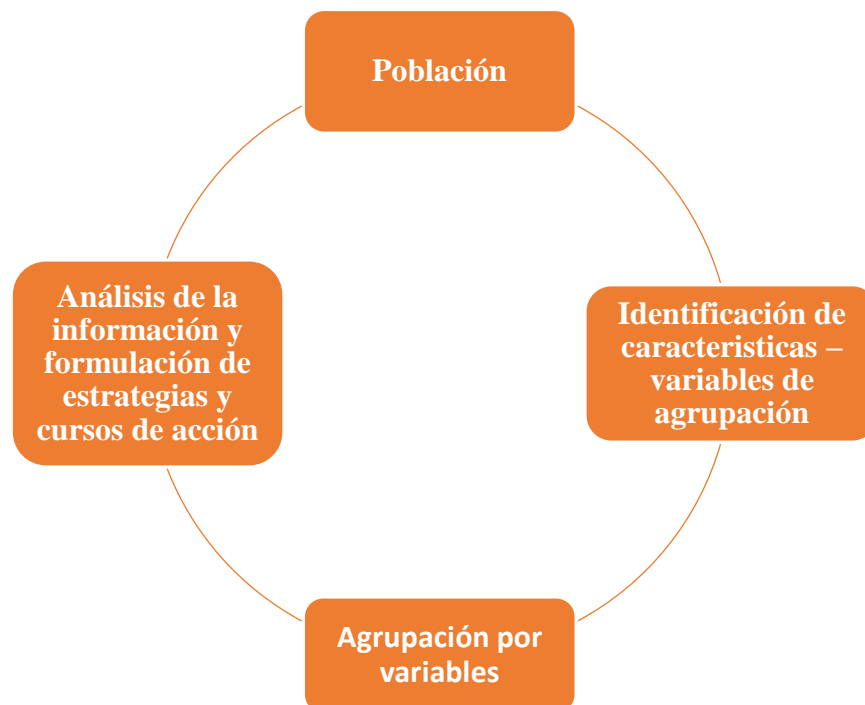 Población
Identificación de
caracteristicas –
variables de
agrupación
Agrupación por
variables
Análisis de la
información y
formulación de
estrategias y
cursos de acción